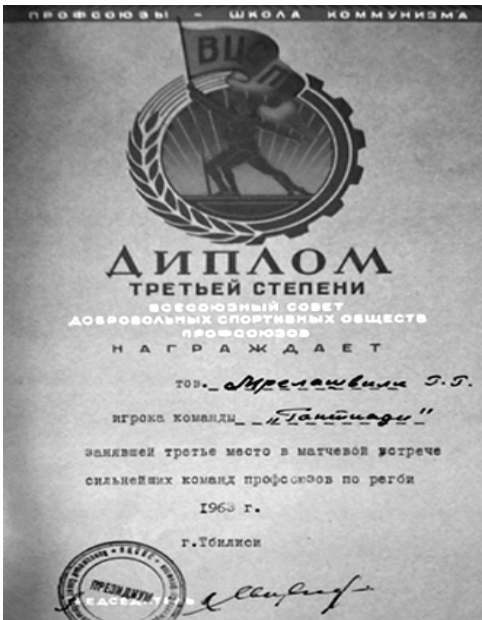 ПРОФСОЮЗЫ – ШКОЛА КОММУНИЗМА
ВЦСПС
ДИПЛОМ
ТРЕТЬЕЙ СТЕПЕНИ
ВСЕСОЮЗНЫЙ СОВЕТ
ДОБРОВОЛЬНЫХ СПОРТИВНЫХ ОБЩЕСТВ
ПРОФСОЮЗОВ
НАГРАЖДАЕТ
тов. Мрелашвили Г.Г.
игрока команды „Гантиади"
занявшей третье место в матчевой встрече
сильнейших команд профсоюзов по регби
1963 г.
г.Тбилиси
ПРЕЗИДИУМ
ПРЕДСЕДАТЕЛЬ